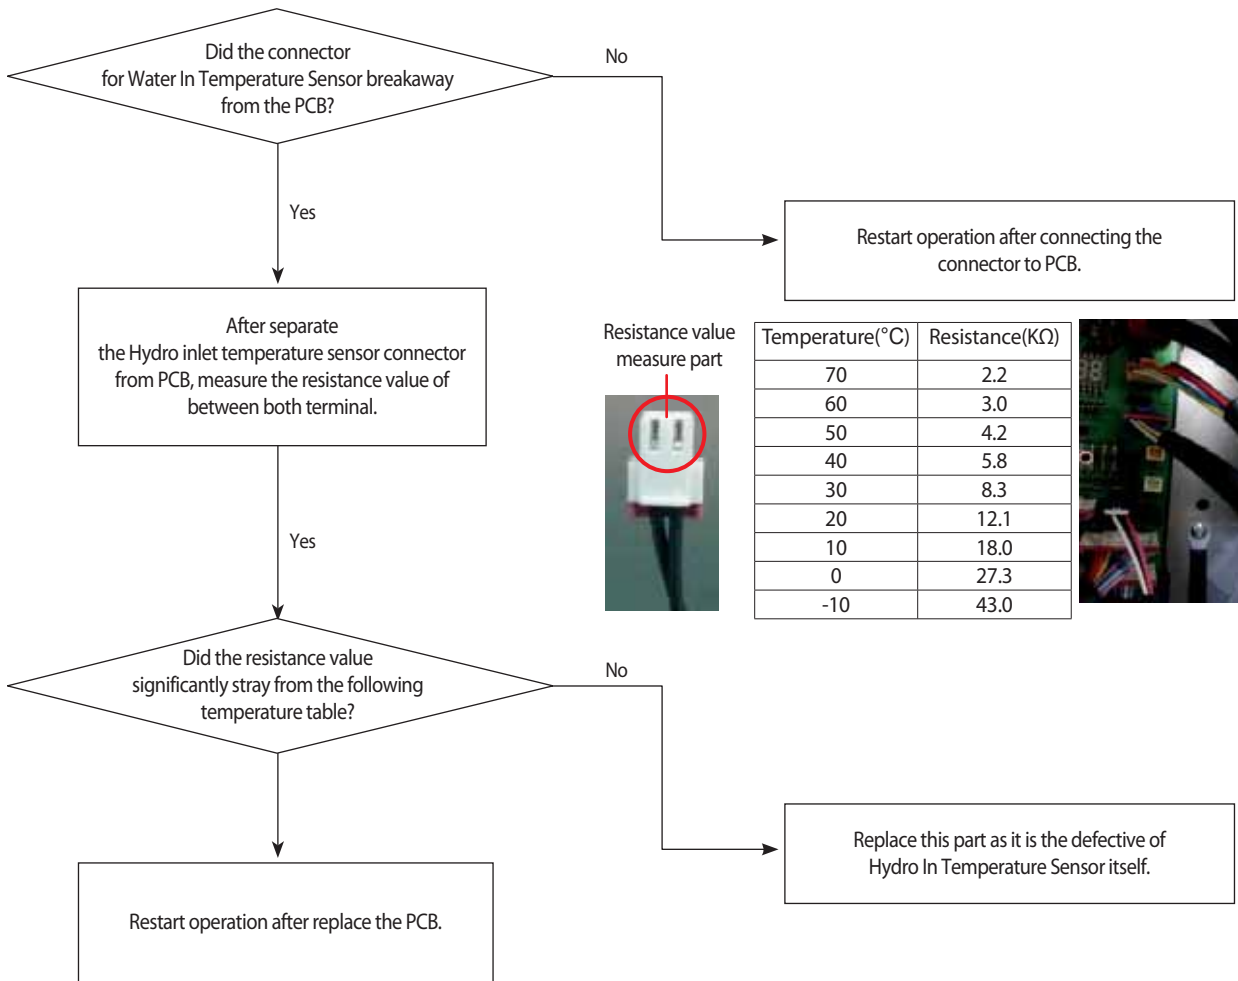 Did the connector
for Water In Temperature Sensor breakaway
from the PCB?
No
Yes
Restart operation after connecting the
connector to PCB.
After separate
the Hydro inlet temperature sensor connector
from PCB, measure the resistance value of
between both terminal.
Resistance value
measure part
Temperature(°C) Resistance(KΩ)
70 2.2
60 3.0
50 4.2
40 5.8
30 8.3
20 12.1
10 18.0
0 27.3
-10 43.0
Yes
Did the resistance value
significantly stray from the following
temperature table?
No
Replace this part as it is the defective of
Hydro In Temperature Sensor itself.
Restart operation after replace the PCB.